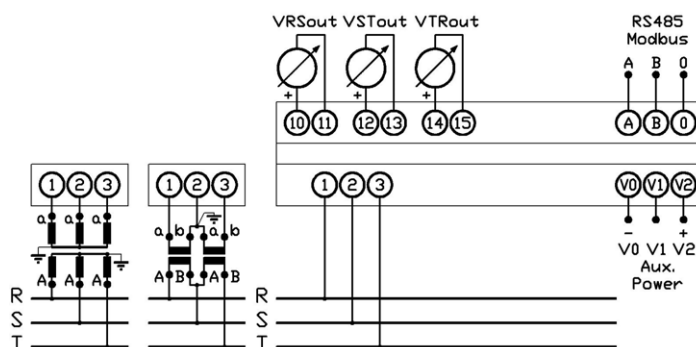 VRSout VSTout VTRout RS485
Modbus
A B 0
+ + +
10 11 12 13 14 15 A B 0
1 2 3 1 2 3 1 2 3 V0 V1 V2
a a a a b a b
- +
V0 V1 V2
A A A A B A B Aux.
Power
R R
S S
T T